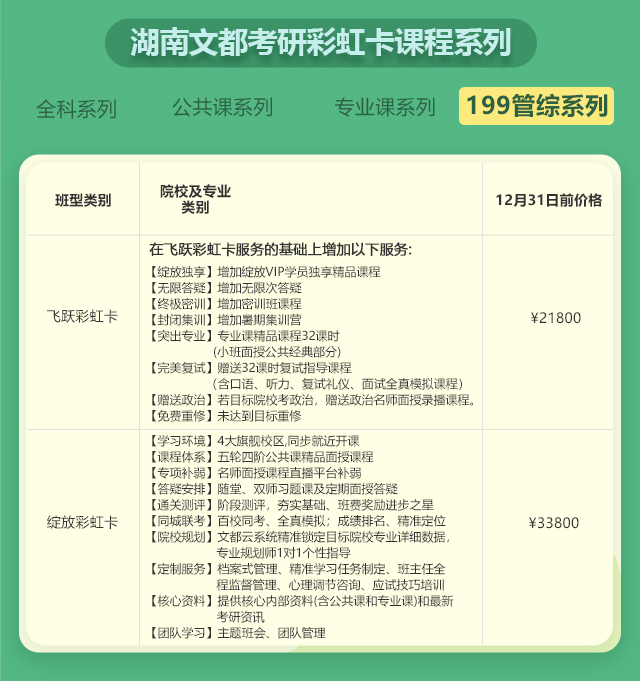 湖南文都考研彩虹卡课程系列
全科系列
公共课系列
专业课系列
199管综系列
班型类别
院校及专业
类别
12月31日前价格
飞跃彩虹卡
在飞跃彩虹卡服务的基础上增加以下服务:
【绽放独享】增加绽放VIP学员独享精品课程
【无限答疑】增加无限次答疑
【终极密训】增加密训班课程
【封闭集训】增加暑期集训营
【突出专业】专业课精品课程32课时
(小班面授公共经典部分)
【完美复试】赠送32课时复试指导课程
（含口语、听力、复试礼仪、面试全真模拟课程）
【赠送政治】若目标院校考政治，赠送政治名师面授录播课程。
【免费重修】未达到目标重修
¥21800
绽放彩虹卡
【学习环境】4大旗舰校区,同步就近开课
【课程体系】五轮四阶公共课精品面授课程
【专项补弱】名师面授课程直播平台补弱
【答疑安排】随堂、双师习题课及定期面授答疑
【通关测评】阶段测评，夯实基础、班费奖励进步之星
【同城联考】百校同考、全真模拟；成绩排名、精准定位
【院校规划】文都云系统精准锁定目标院校专业详细数据，
专业规划师1对1个性指导
【定制服务】档案式管理、精准学习任务制定、班主任全
程监督管理、心理调节咨询、应试技巧培训
【核心资料】提供核心内部资料(含公共课和专业课)和最新
考研资讯
【团队学习】主题班会、团队管理
¥33800